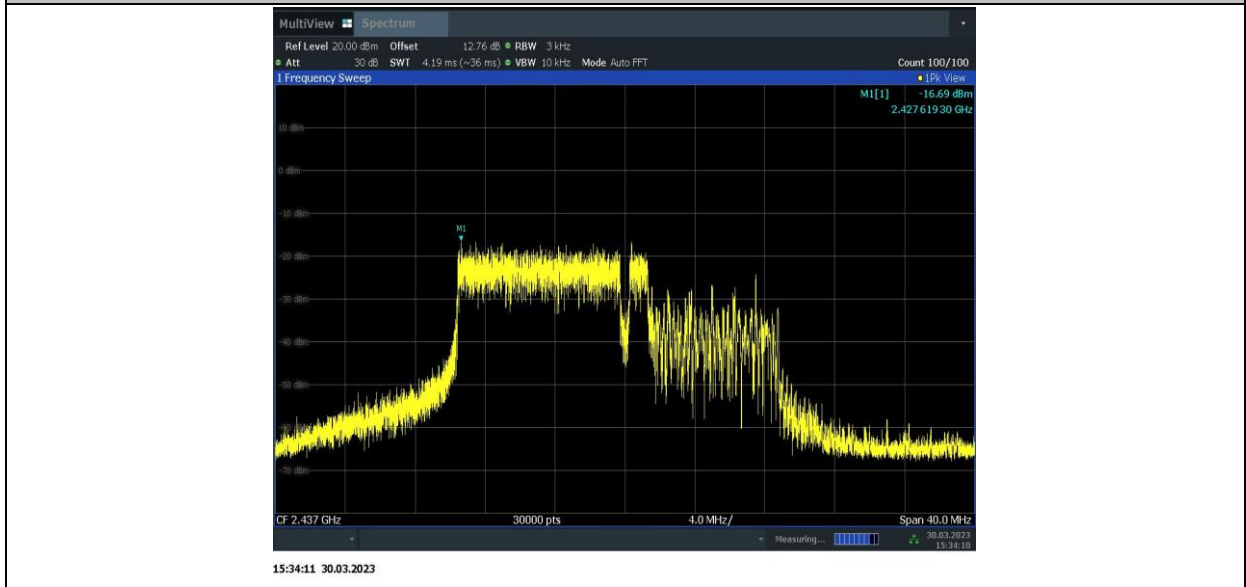 MultiView Spectrum
Ref Level 20.00 dBm Offset 12.76 dB RBW 3 kHz
Att 30 dB SWT 4.19 ms (~36 ms) VBW 10 kHz Mode Auto FFT Count 100/100
1 Frequency Sweep 1Pk View
M1[1] -16.69 dBm
2.42761930 GHz
10 dBm
0 dBm
-10 dBm
M1
-20 dBm
-30 dBm
-40 dBm
-50 dBm
-70 dBm
CF 2.437 GHz 30000 pts 4.0 MHz/ Span 40.0 MHz
Measuring... 30.03.2023
15:34:10
15:34:11 30.03.2023